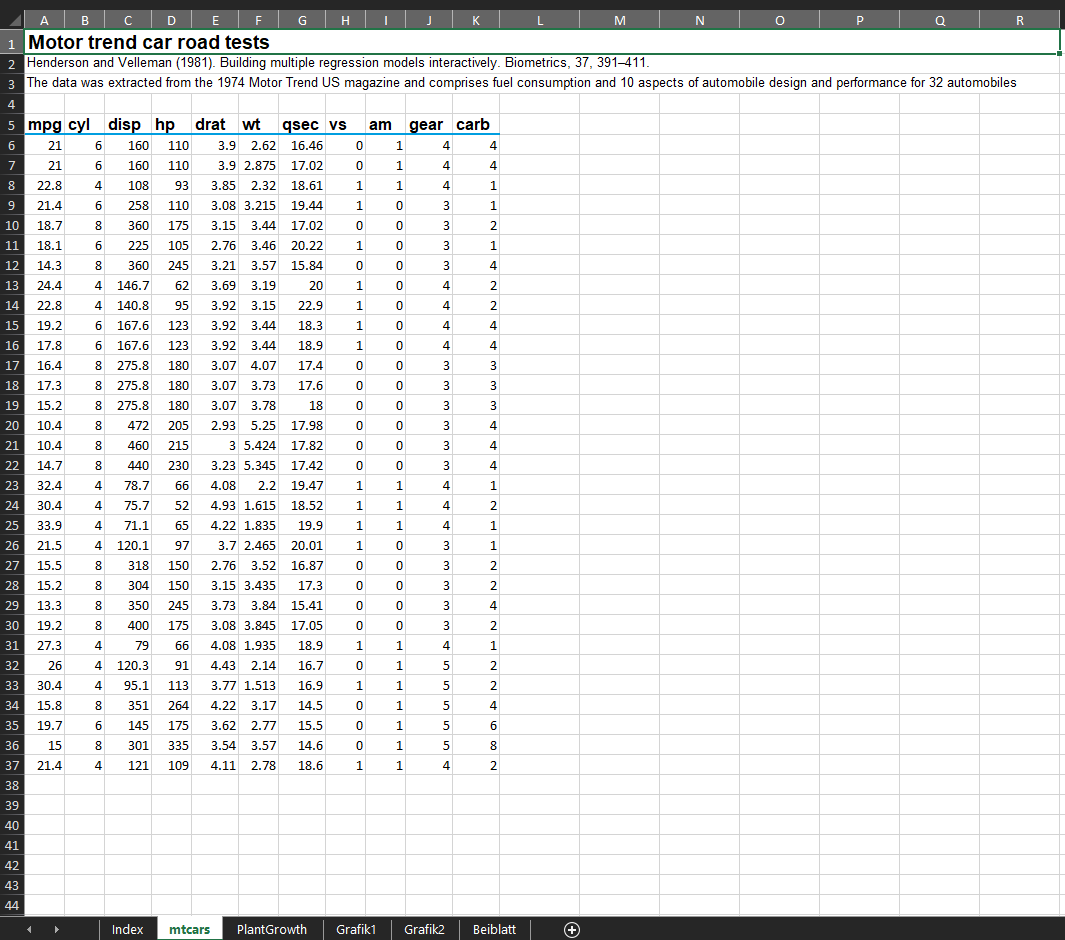 A B C D E F G H I J K L M N O P Q R
1 Motor trend car road tests
2 Henderson and Velleman (1981). Building multiple regression models interactively. Biometrics, 37, 391–411.
3 The data was extracted from the 1974 Motor Trend US magazine and comprises fuel consumption and 10 aspects of automobile design and performance for 32 automobiles
4
5 mpg cyl disp hp drat wt qsec vs am gear carb
6 21 6 160 110 3.9 2.62 16.46 0 1 4 4
7 21 6 160 110 3.9 2.875 17.02 0 1 4 4
8 22.8 4 108 93 3.85 2.32 18.61 1 1 4 1
9 21.4 6 258 110 3.08 3.215 19.44 1 0 3 1
10 18.7 8 360 175 3.15 3.44 17.02 0 0 3 2
11 18.1 6 225 105 2.76 3.46 20.22 1 0 3 1
12 14.3 8 360 245 3.21 3.57 15.84 0 0 3 4
13 24.4 4 146.7 62 3.69 3.19 20 1 0 4 2
14 22.8 4 140.8 95 3.92 3.15 22.9 1 0 4 2
15 19.2 6 167.6 123 3.92 3.44 18.3 1 0 4 4
16 17.8 6 167.6 123 3.92 3.44 18.9 1 0 4 4
17 16.4 8 275.8 180 3.07 4.07 17.4 0 0 3 3
18 17.3 8 275.8 180 3.07 3.73 17.6 0 0 3 3
19 15.2 8 275.8 180 3.07 3.78 18 0 0 3 3
20 10.4 8 472 205 2.93 5.25 17.98 0 0 3 4
21 10.4 8 460 215 3 5.424 17.82 0 0 3 4
22 14.7 8 440 230 3.23 5.345 17.42 0 0 3 4
23 32.4 4 78.7 66 4.08 2.2 19.47 1 1 4 1
24 30.4 4 75.7 52 4.93 1.615 18.52 1 1 4 2
25 33.9 4 71.1 65 4.22 1.835 19.9 1 1 4 1
26 21.5 4 120.1 97 3.7 2.465 20.01 1 0 3 1
27 15.5 8 318 150 2.76 3.52 16.87 0 0 3 2
28 15.2 8 304 150 3.15 3.435 17.3 0 0 3 2
29 13.3 8 350 245 3.73 3.84 15.41 0 0 3 4
30 19.2 8 400 175 3.08 3.845 17.05 0 0 3 2
31 27.3 4 79 66 4.08 1.935 18.9 1 1 4 1
32 26 4 120.3 91 4.43 2.14 16.7 0 1 5 2
33 30.4 4 95.1 113 3.77 1.513 16.9 1 1 5 2
34 15.8 8 351 264 4.22 3.17 14.5 0 1 5 4
35 19.7 6 145 175 3.62 2.77 15.5 0 1 5 6
36 15 8 301 335 3.54 3.57 14.6 0 1 5 8
37 21.4 4 121 109 4.11 2.78 18.6 1 1 4 2
38
39
40
41
42
43
44
Index mtcars PlantGrowth Grafik1 Grafik2 Beiblatt